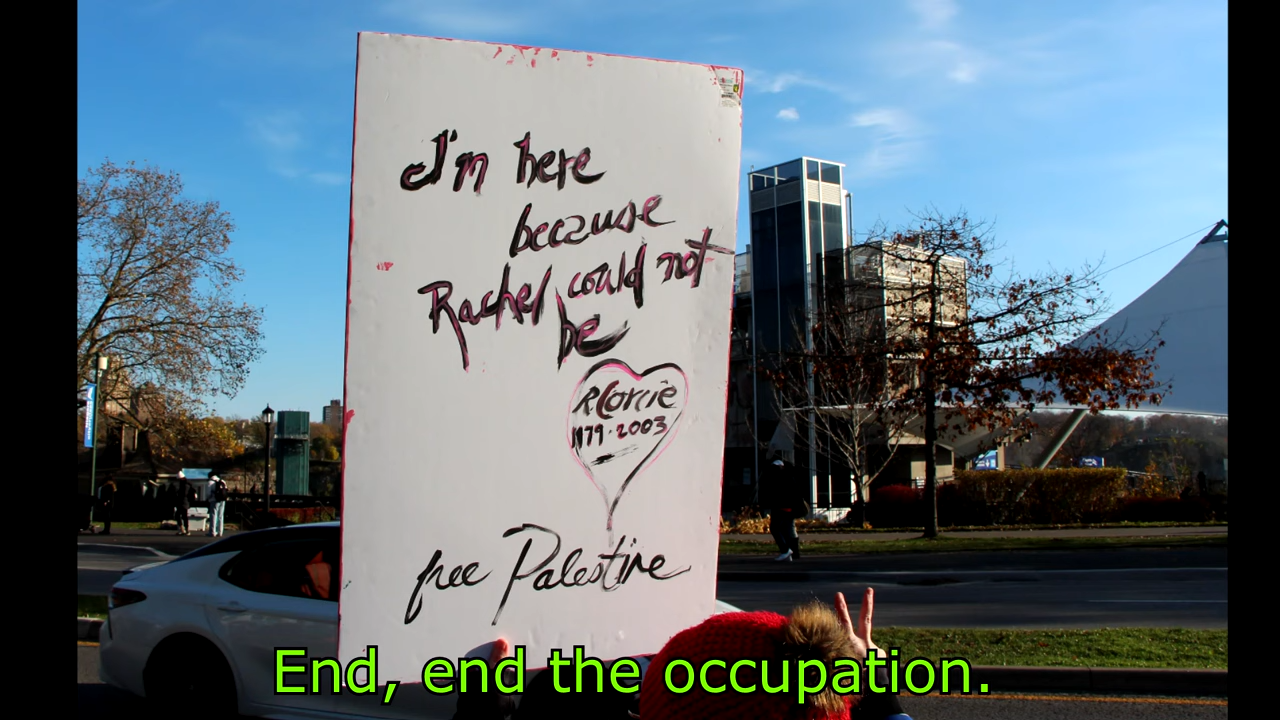 I'm here
because
Rachel could not
be
R Corrie
1979-2003
free Palestine
End, end the occupation.